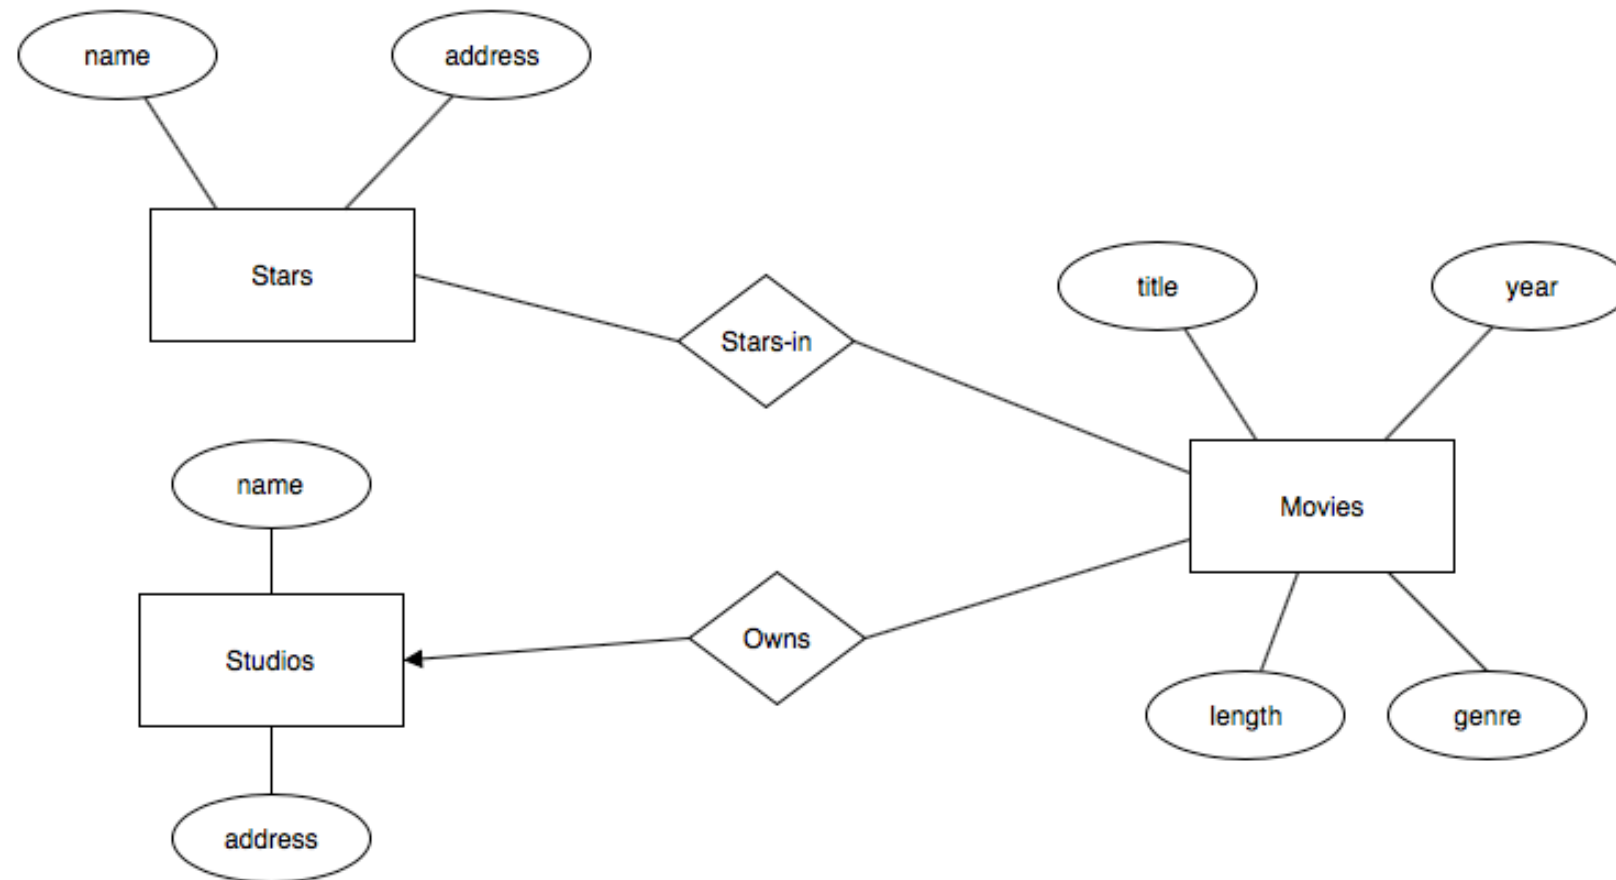 name
address
Stars
Stars-in
title
year
name
Movies
Studios
Owns
length
genre
address